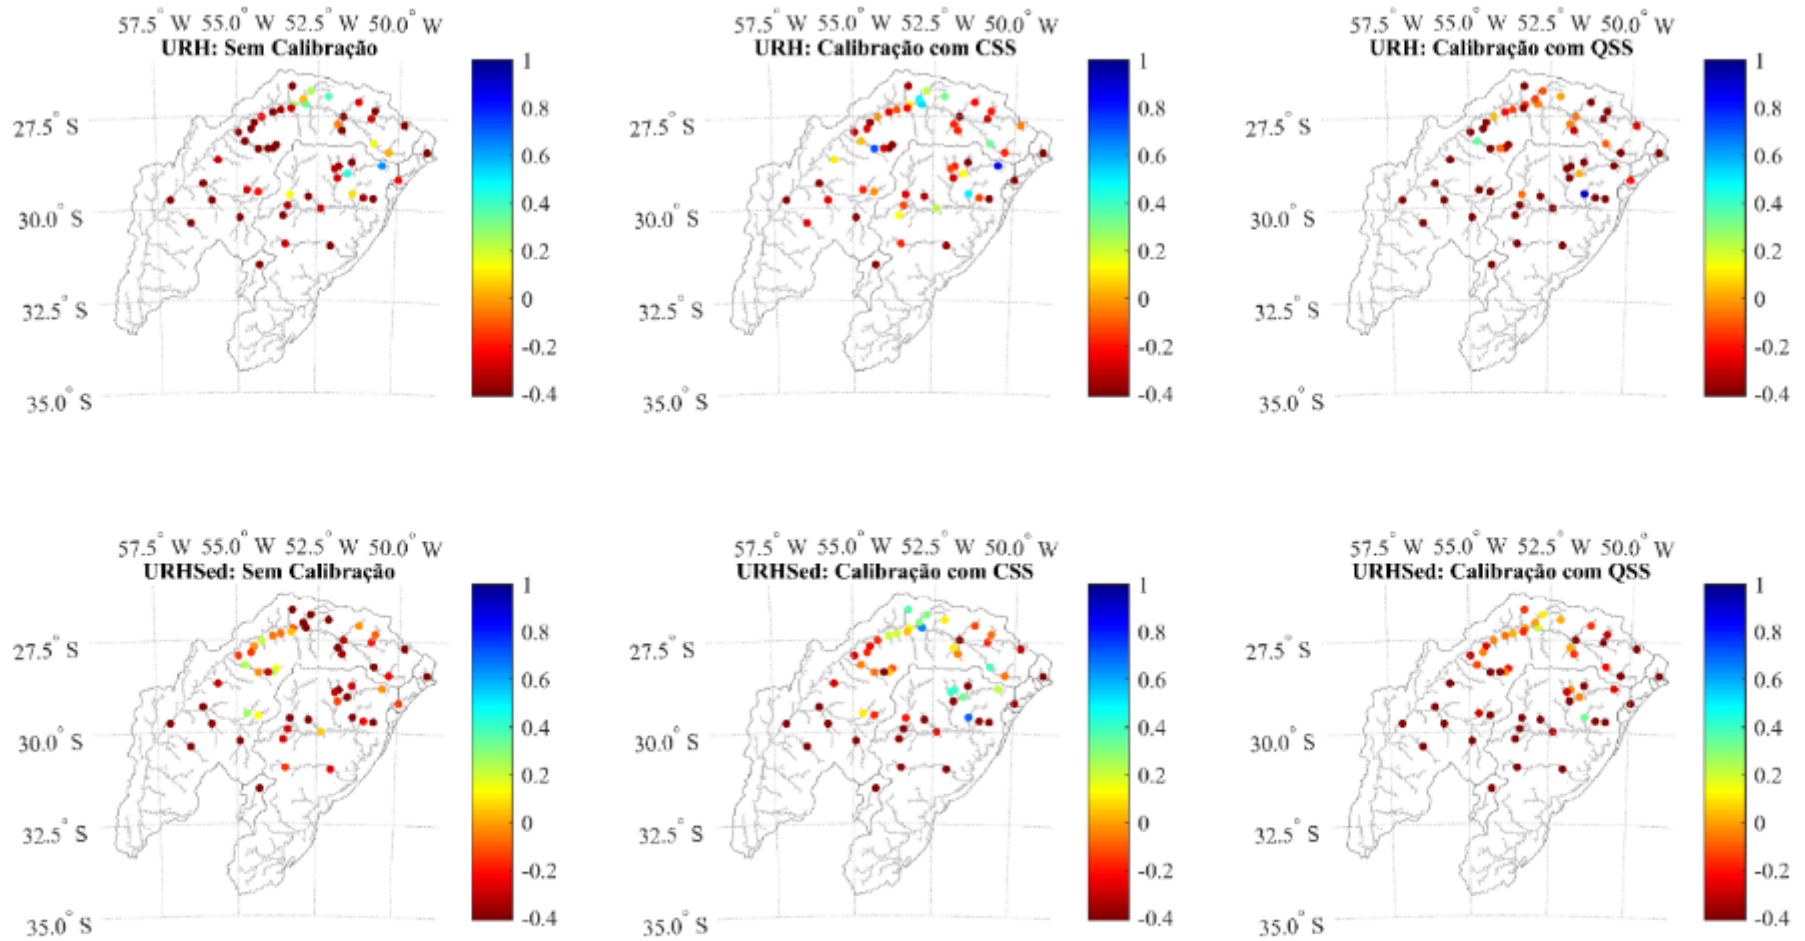 57.5° W 55.0° W 52.5° W 50.0° W
URH: Sem Calibração
27.5° S
30.0° S
32.5° S
35.0° S
1
0.8
0.6
0.4
0.2
0
-0.2
-0.4
57.5° W 55.0° W 52.5° W 50.0° W
URH: Calibração com CSS
27.5° S
30.0° S
32.5° S
35.0° S
1
0.8
0.6
0.4
0.2
0
-0.2
-0.4
57.5° W 55.0° W 52.5° W 50.0° W
URH: Calibração com QSS
27.5° S
30.0° S
32.5° S
35.0° S
1
0.8
0.6
0.4
0.2
0
-0.2
-0.4
57.5° W 55.0° W 52.5° W 50.0° W
URHSed: Sem Calibração
27.5° S
30.0° S
32.5° S
35.0° S
1
0.8
0.6
0.4
0.2
0
-0.2
-0.4
57.5° W 55.0° W 52.5° W 50.0° W
URHSed: Calibração com CSS
27.5° S
30.0° S
32.5° S
35.0° S
1
0.8
0.6
0.4
0.2
0
-0.2
-0.4
57.5° W 55.0° W 52.5° W 50.0° W
URHSed: Calibração com QSS
27.5° S
30.0° S
32.5° S
35.0° S
1
0.8
0.6
0.4
0.2
0
-0.2
-0.4